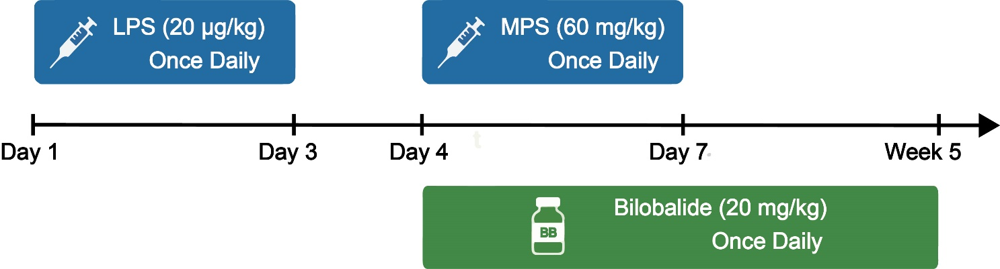 LPS (20 µg/kg)
Once Daily
MPS (60 mg/kg)
Once Daily
Day 1
Day 3
Day 4
t
Day 7
Week 5
BB
Bilobalide (20 mg/kg)
Once Daily